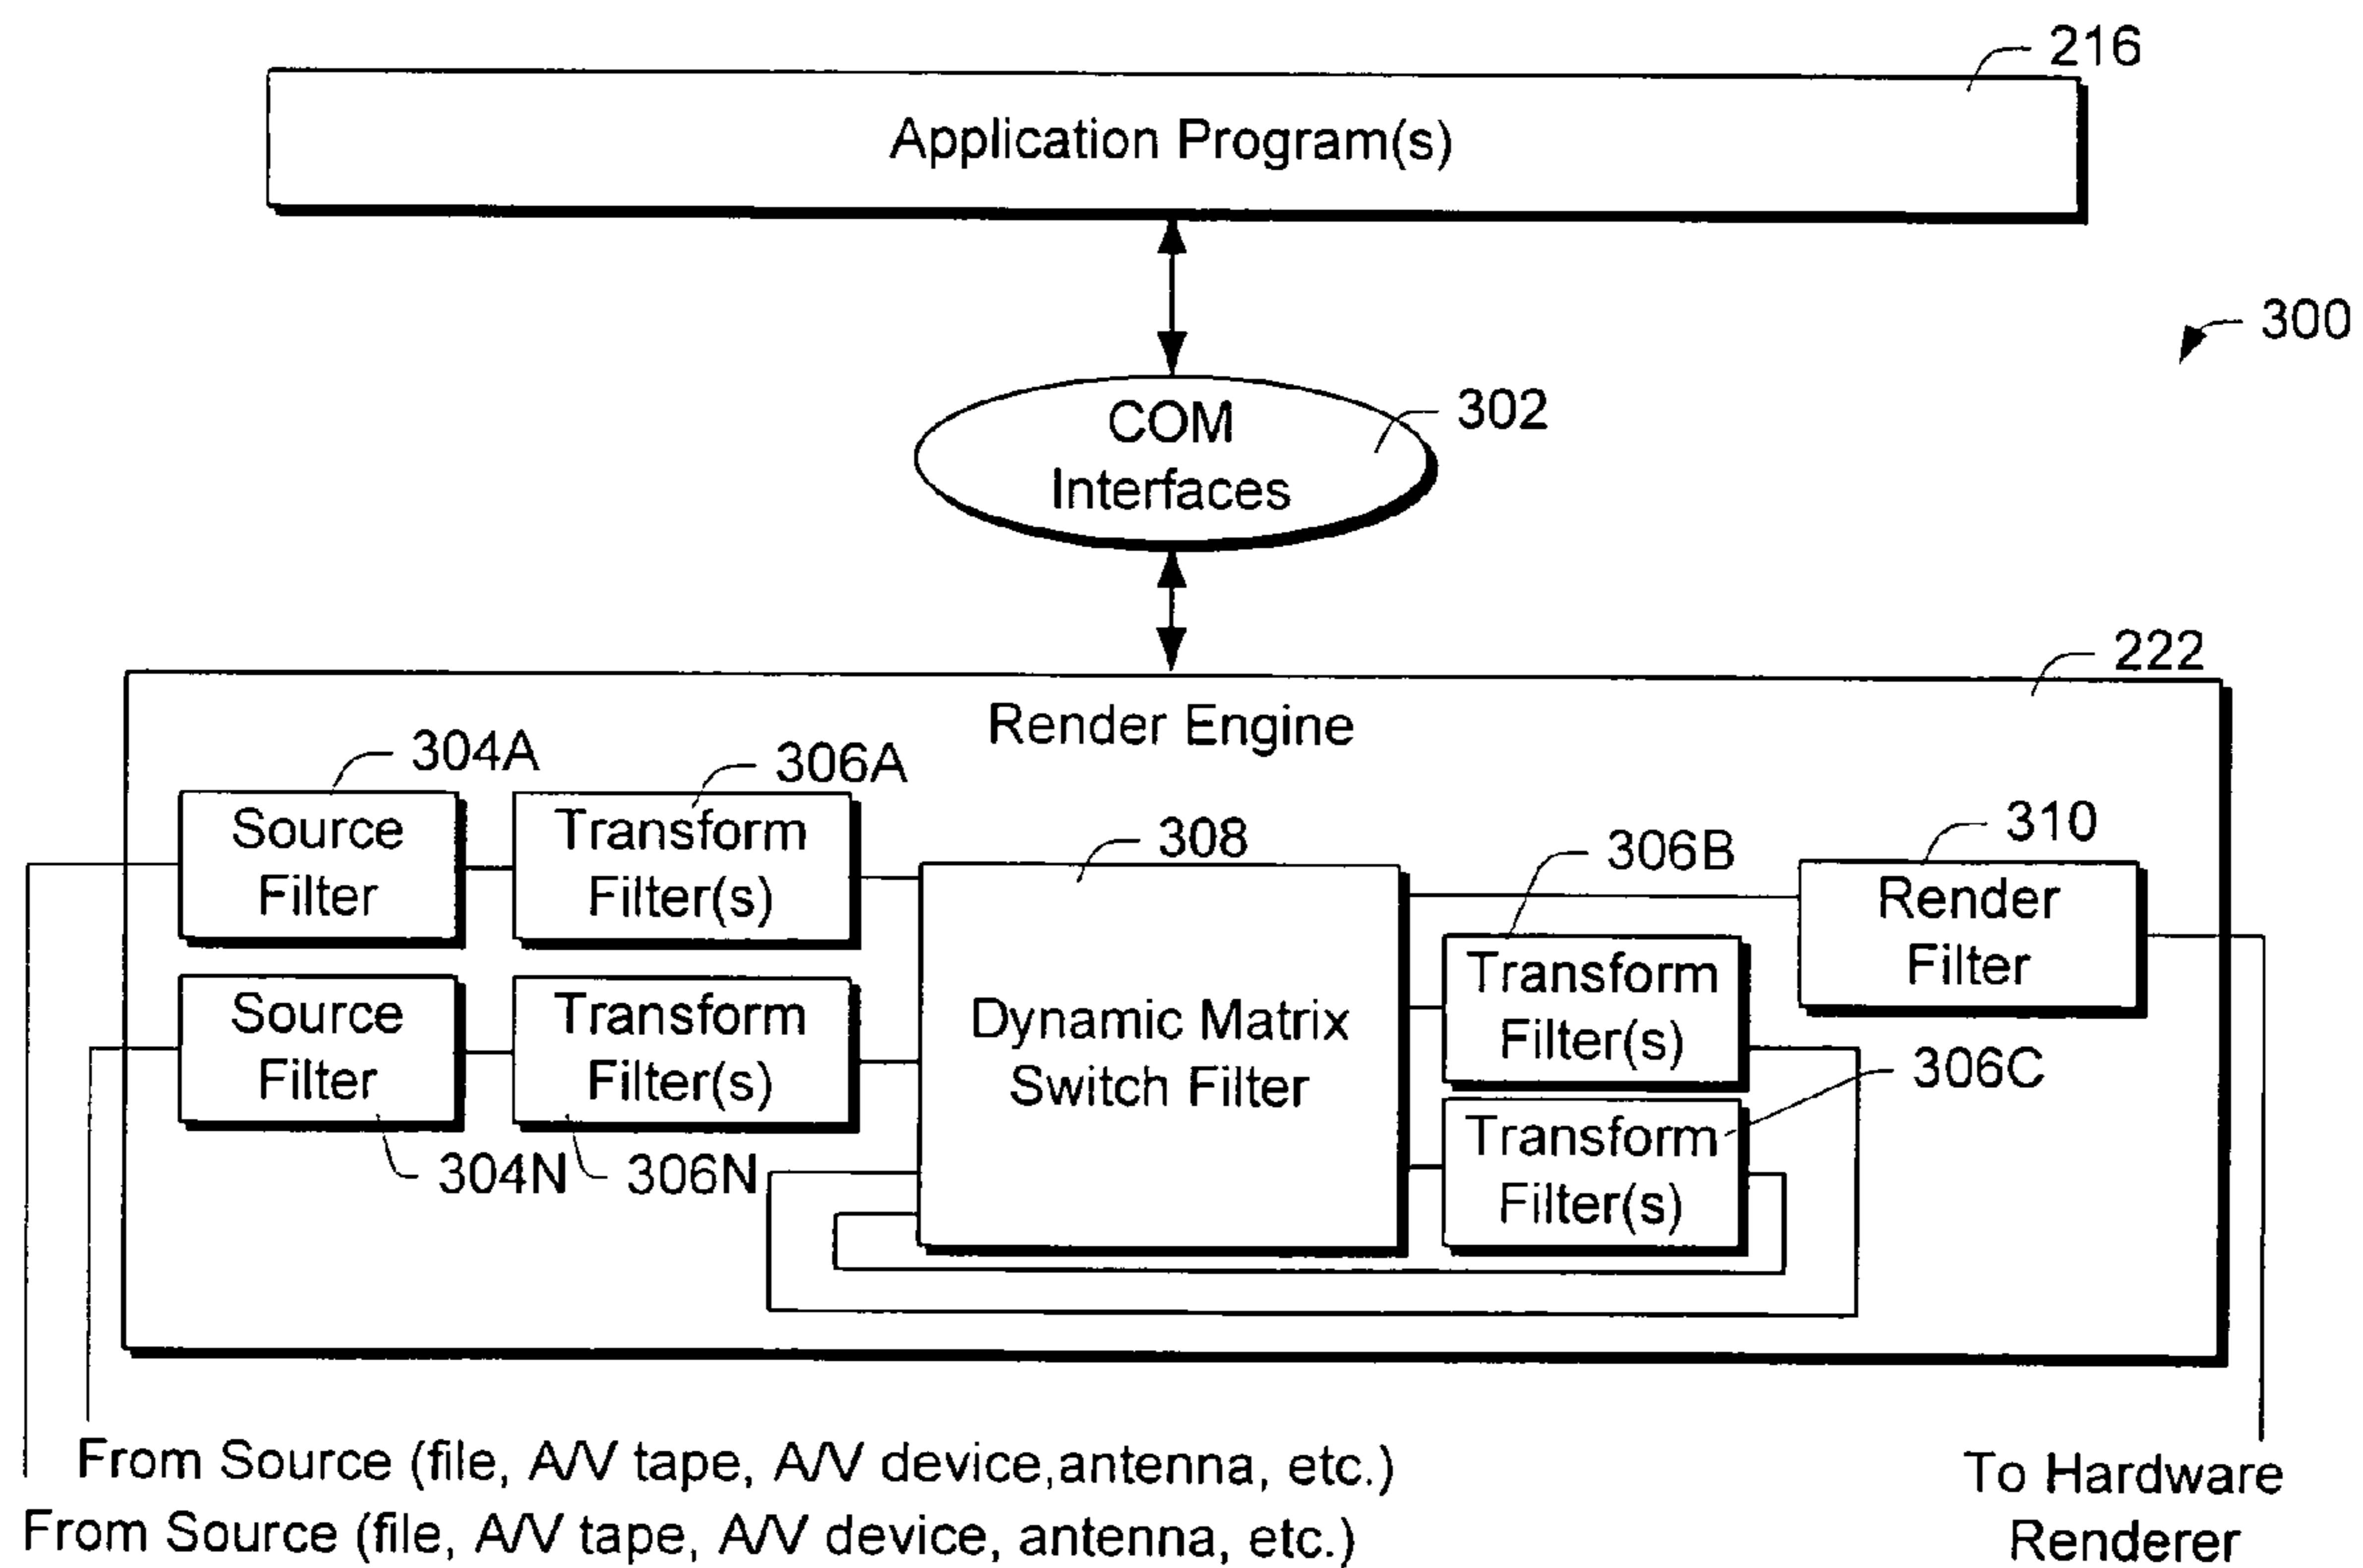 216
Application Program(s)
300
COM
Interfaces
302
222
Render Engine
304A
306A
Source
Filter
Transform
Filter(s)
308
306B
310
Render
Filter
Source
Filter
Transform
Filter(s)
Dynamic Matrix
Switch Filter
Transform
Filter(s)
306C
Transform
Filter(s)
304N
306N
From Source (file, A/V tape, A/V device,antenna, etc.)
From Source (file, A/V tape, A/V device, antenna, etc.)
To Hardware
Renderer